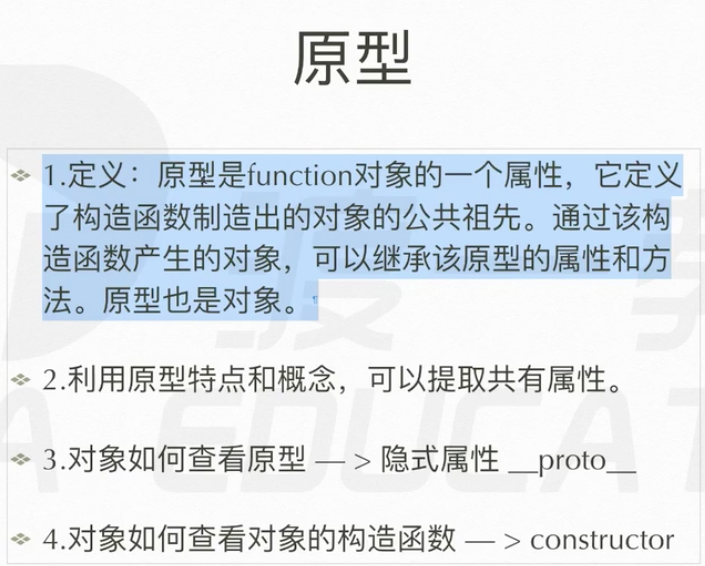 原型
1.定义：原型是function对象的一个属性，它定义
了构造函数制造出的对象的公共祖先。通过该构
造函数产生的对象，可以继承该原型的属性和方
法。原型也是对象。
2.利用原型特点和概念，可以提取共有属性。
3.对象如何查看原型 — > 隐式属性 __proto__
4.对象如何查看对象的构造函数 — > constructor